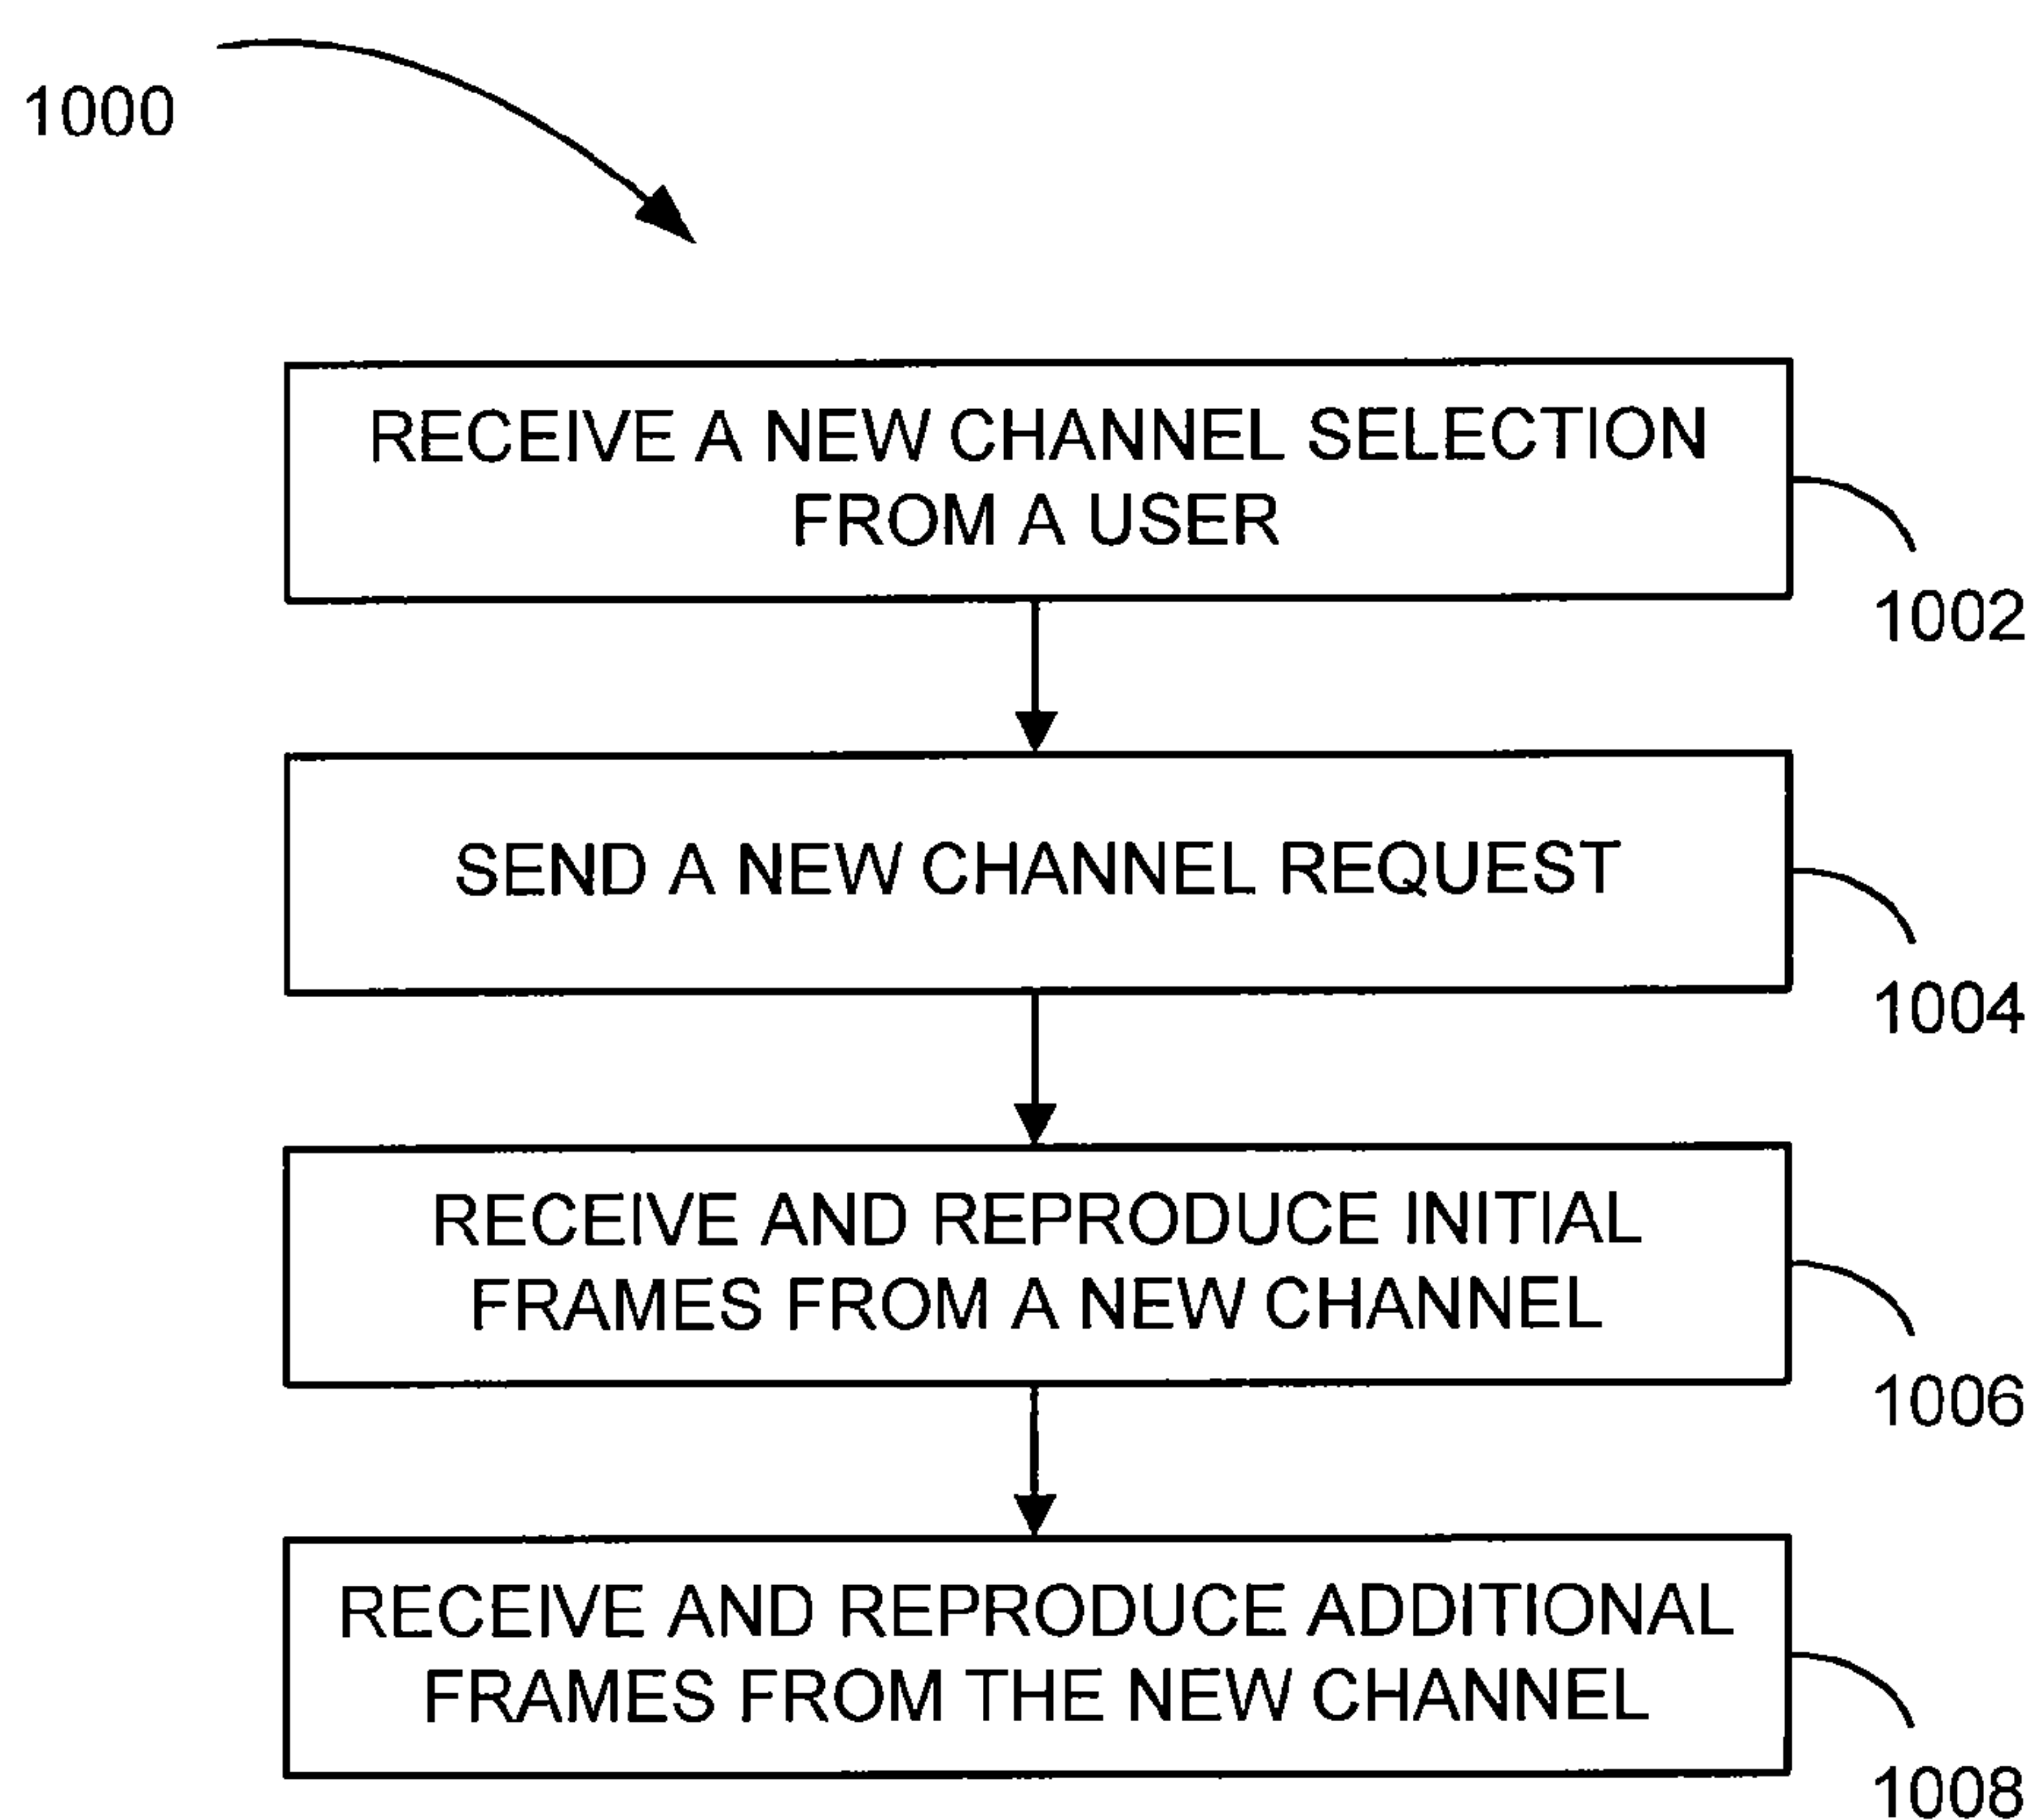 1000
RECEIVE A NEW CHANNEL SELECTION
FROM A USER
1002
SEND A NEW CHANNEL REQUEST
1004
RECEIVE AND REPRODUCE INITIAL
FRAMES FROM A NEW CHANNEL
1006
RECEIVE AND REPRODUCE ADDITIONAL
FRAMES FROM THE NEW CHANNEL
1008